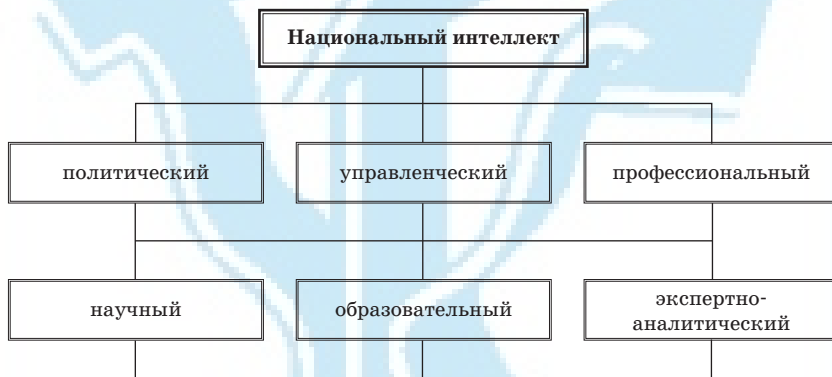 Национальный интеллект
политический
управленческий
профессиональный
научный
образовательный
экспертно-
аналитический